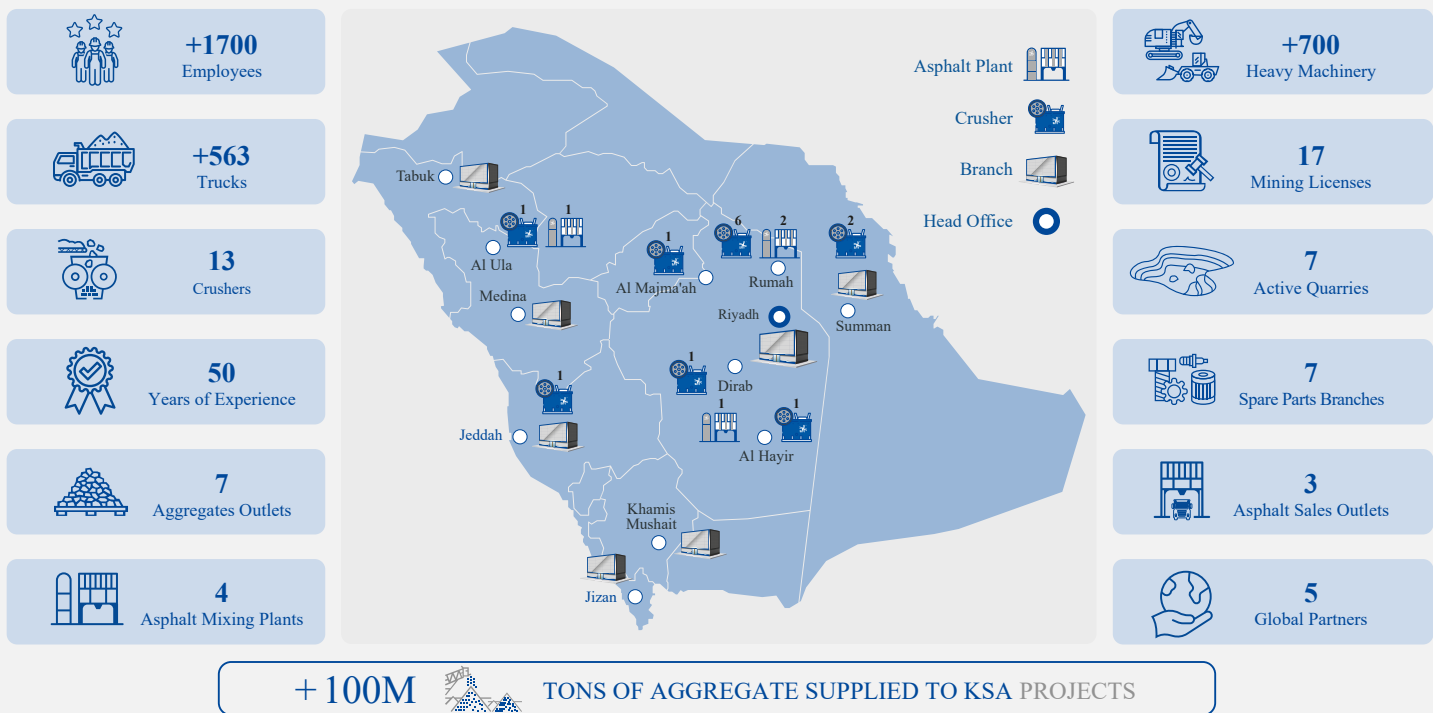 +1700
Employees
+563
Trucks
13
Crushers
50
Years of Experience
7
Aggregates Outlets
4
Asphalt Mixing Plants
Asphalt Plant
Crusher
Branch
Head Office
Tabuk
1
1
Al Ula
1
Al Majma'ah
6
2
Rumah
2
Summan
Medina
Riyadh
1
Dirab
1
Jeddah
1
1
Al Hayir
Khamis
Mushait
Jizan
+700
Heavy Machinery
17
Mining Licenses
7
Active Quarries
7
Spare Parts Branches
3
Asphalt Sales Outlets
5
Global Partners
+100M TONS OF AGGREGATE SUPPLIED TO KSA PROJECTS